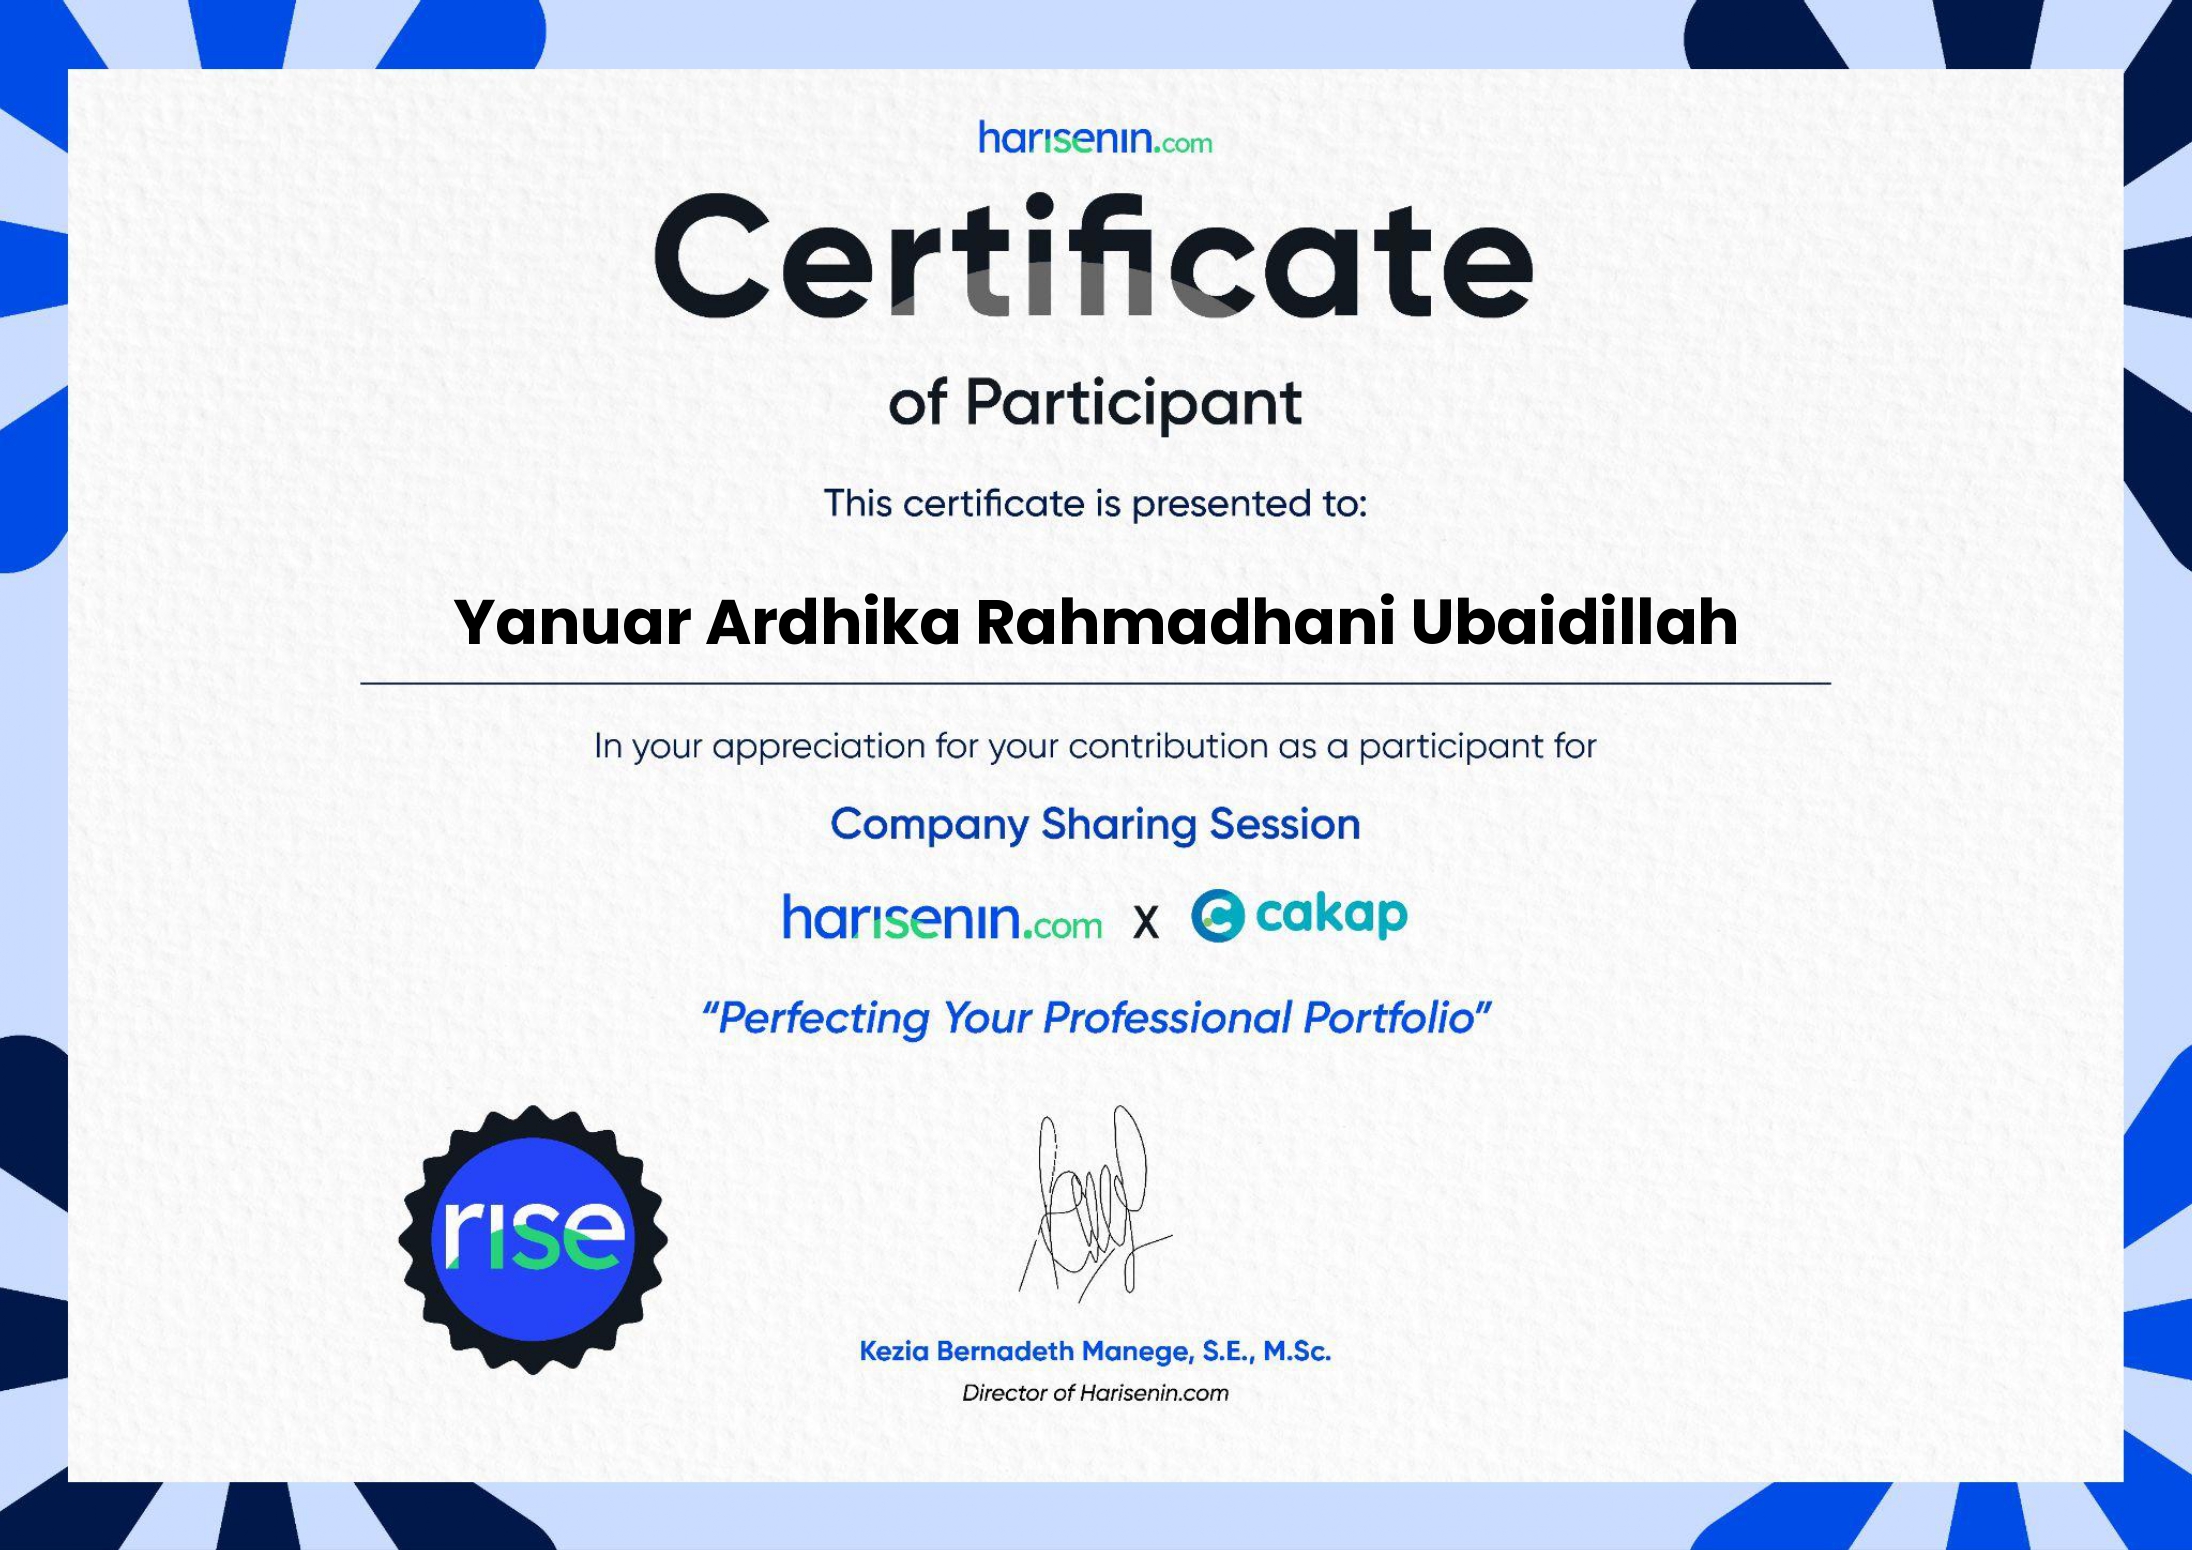 harisenin.com
Certificate
of Participant
This certificate is presented to:
Yanuar Ardhika Rahmadhani Ubaidillah
In your appreciation for your contribution as a participant for
Company Sharing Session
harisenin.com X cakap
“Perfecting Your Professional Portfolio”
rise
Kezia Bernadeth Manege, S.E., M.Sc.
Director of Harisenin.com